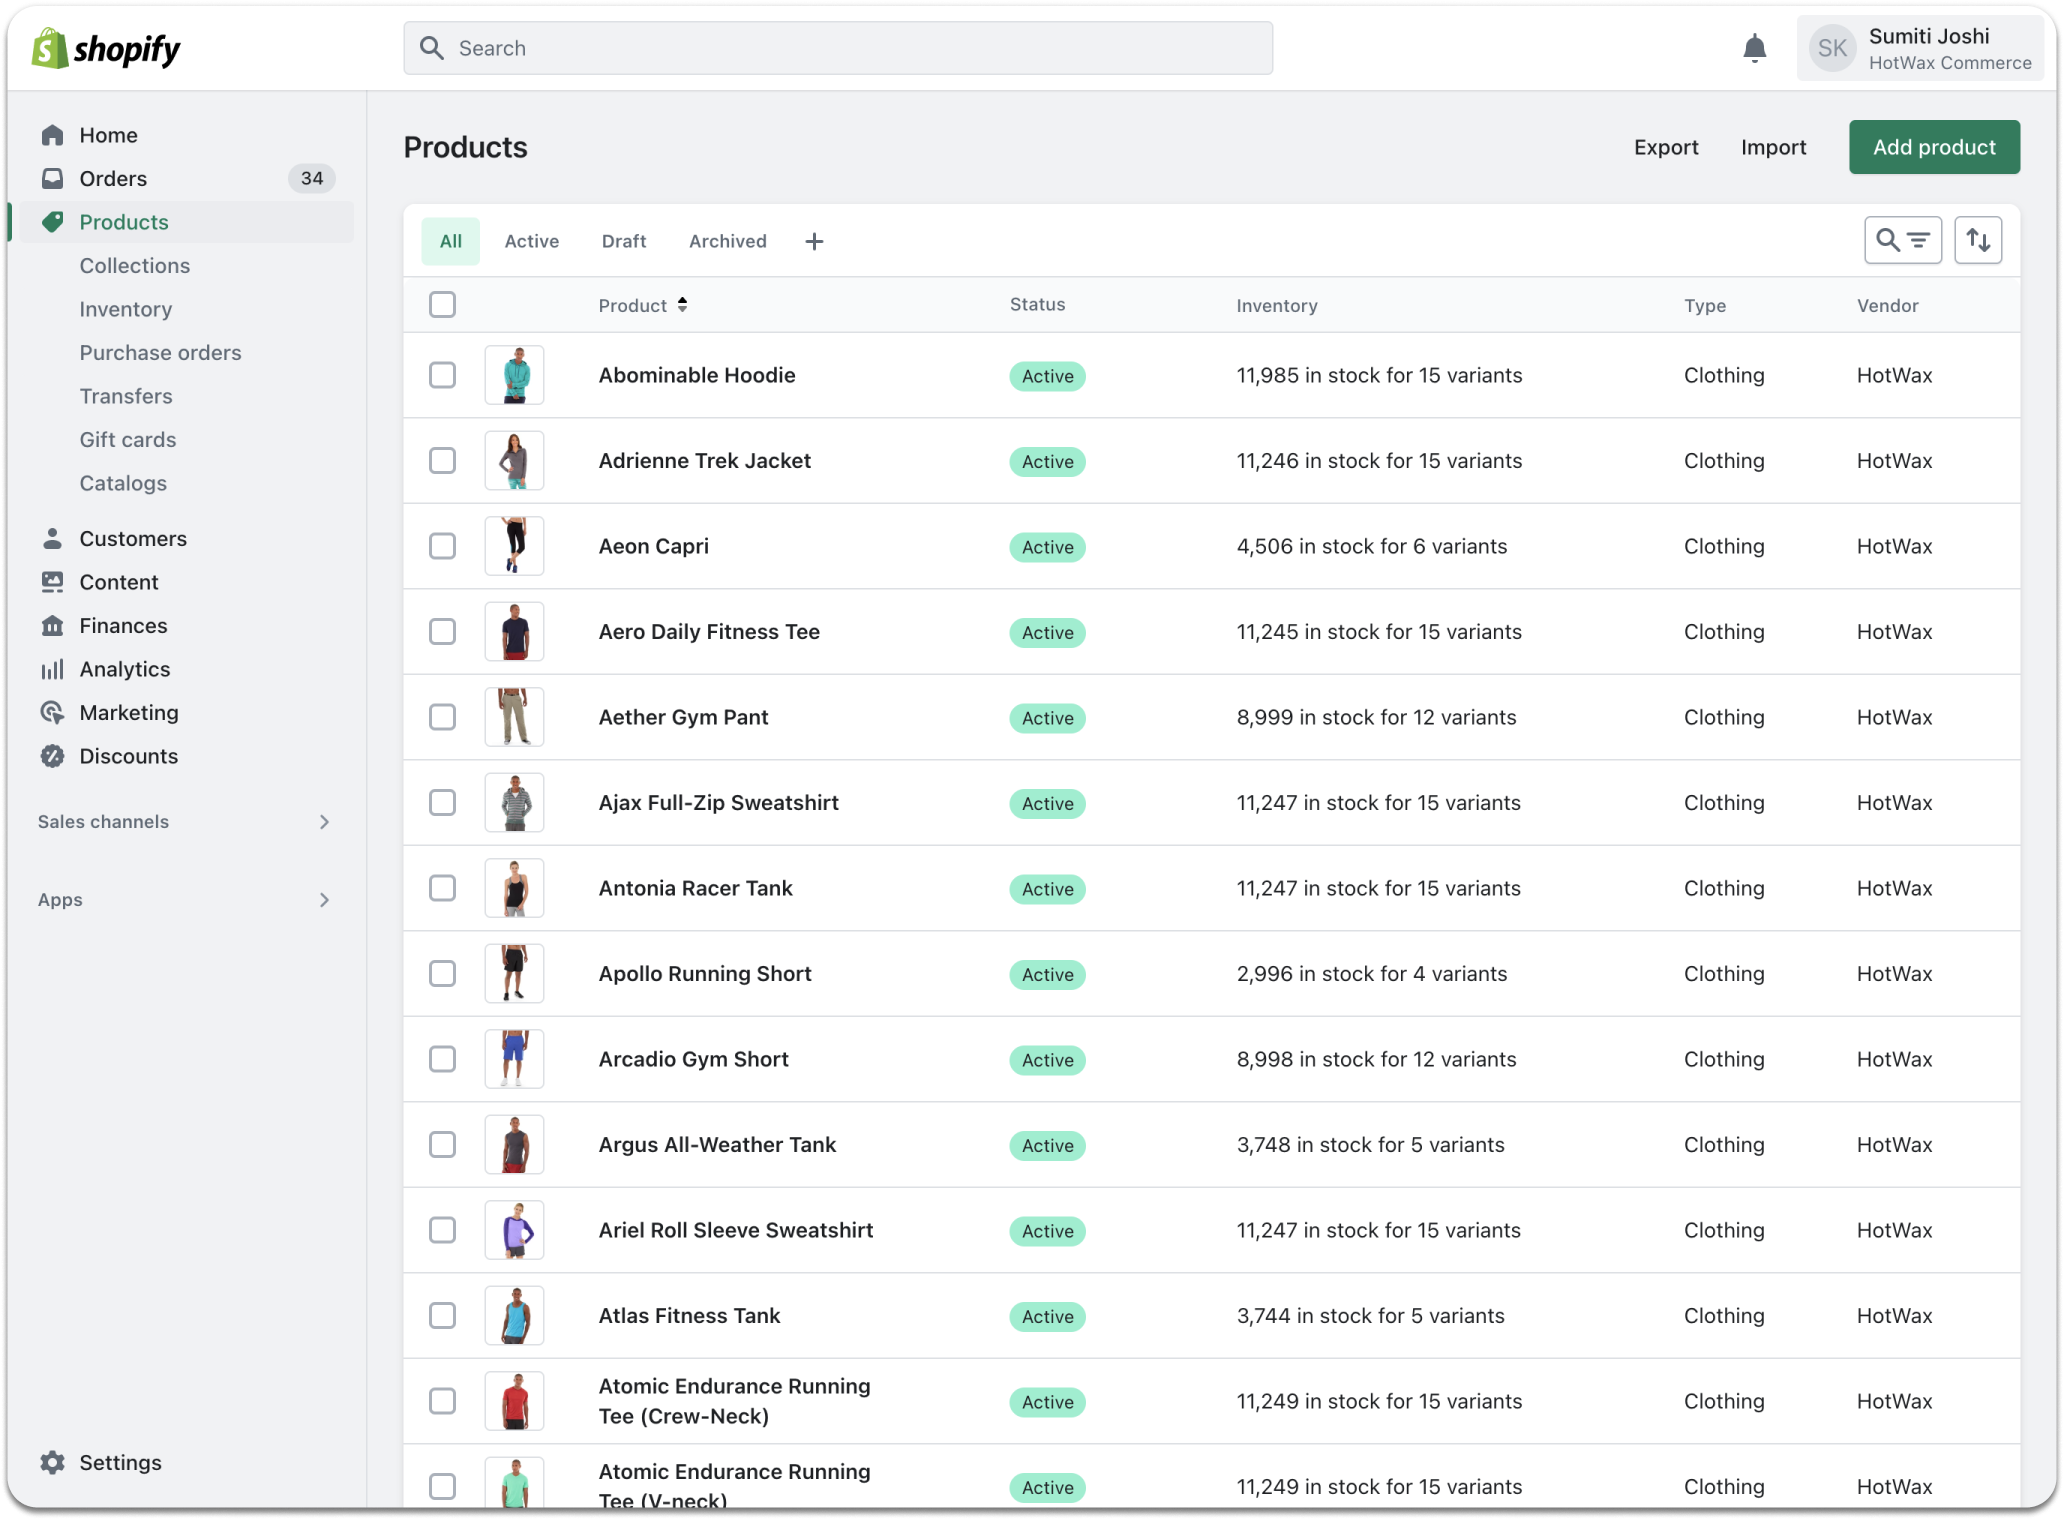 shopify
Search
SK
Sumiti Joshi
HotWax Commerce
Home
Orders 34
Products
Collections
Inventory
Purchase orders
Transfers
Gift cards
Catalogs
Customers
Content
Finances
Analytics
Marketing
Discounts
Sales channels
Apps
Settings
Products
Export Import Add product
All Active Draft Archived
Product Status Inventory Type Vendor
Abominable Hoodie Active 11,985 in stock for 15 variants Clothing HotWax
Adrienne Trek Jacket Active 11,246 in stock for 15 variants Clothing HotWax
Aeon Capri Active 4,506 in stock for 6 variants Clothing HotWax
Aero Daily Fitness Tee Active 11,245 in stock for 15 variants Clothing HotWax
Aether Gym Pant Active 8,999 in stock for 12 variants Clothing HotWax
Ajax Full-Zip Sweatshirt Active 11,247 in stock for 15 variants Clothing HotWax
Antonia Racer Tank Active 11,247 in stock for 15 variants Clothing HotWax
Apollo Running Short Active 2,996 in stock for 4 variants Clothing HotWax
Arcadio Gym Short Active 8,998 in stock for 12 variants Clothing HotWax
Argus All-Weather Tank Active 3,748 in stock for 5 variants Clothing HotWax
Ariel Roll Sleeve Sweatshirt Active 11,247 in stock for 15 variants Clothing HotWax
Atlas Fitness Tank Active 3,744 in stock for 5 variants Clothing HotWax
Atomic Endurance Running
Tee (Crew-Neck) Active 11,249 in stock for 15 variants Clothing HotWax
Atomic Endurance Running
Tee (V-neck) Active 11,249 in stock for 15 variants Clothing HotWax